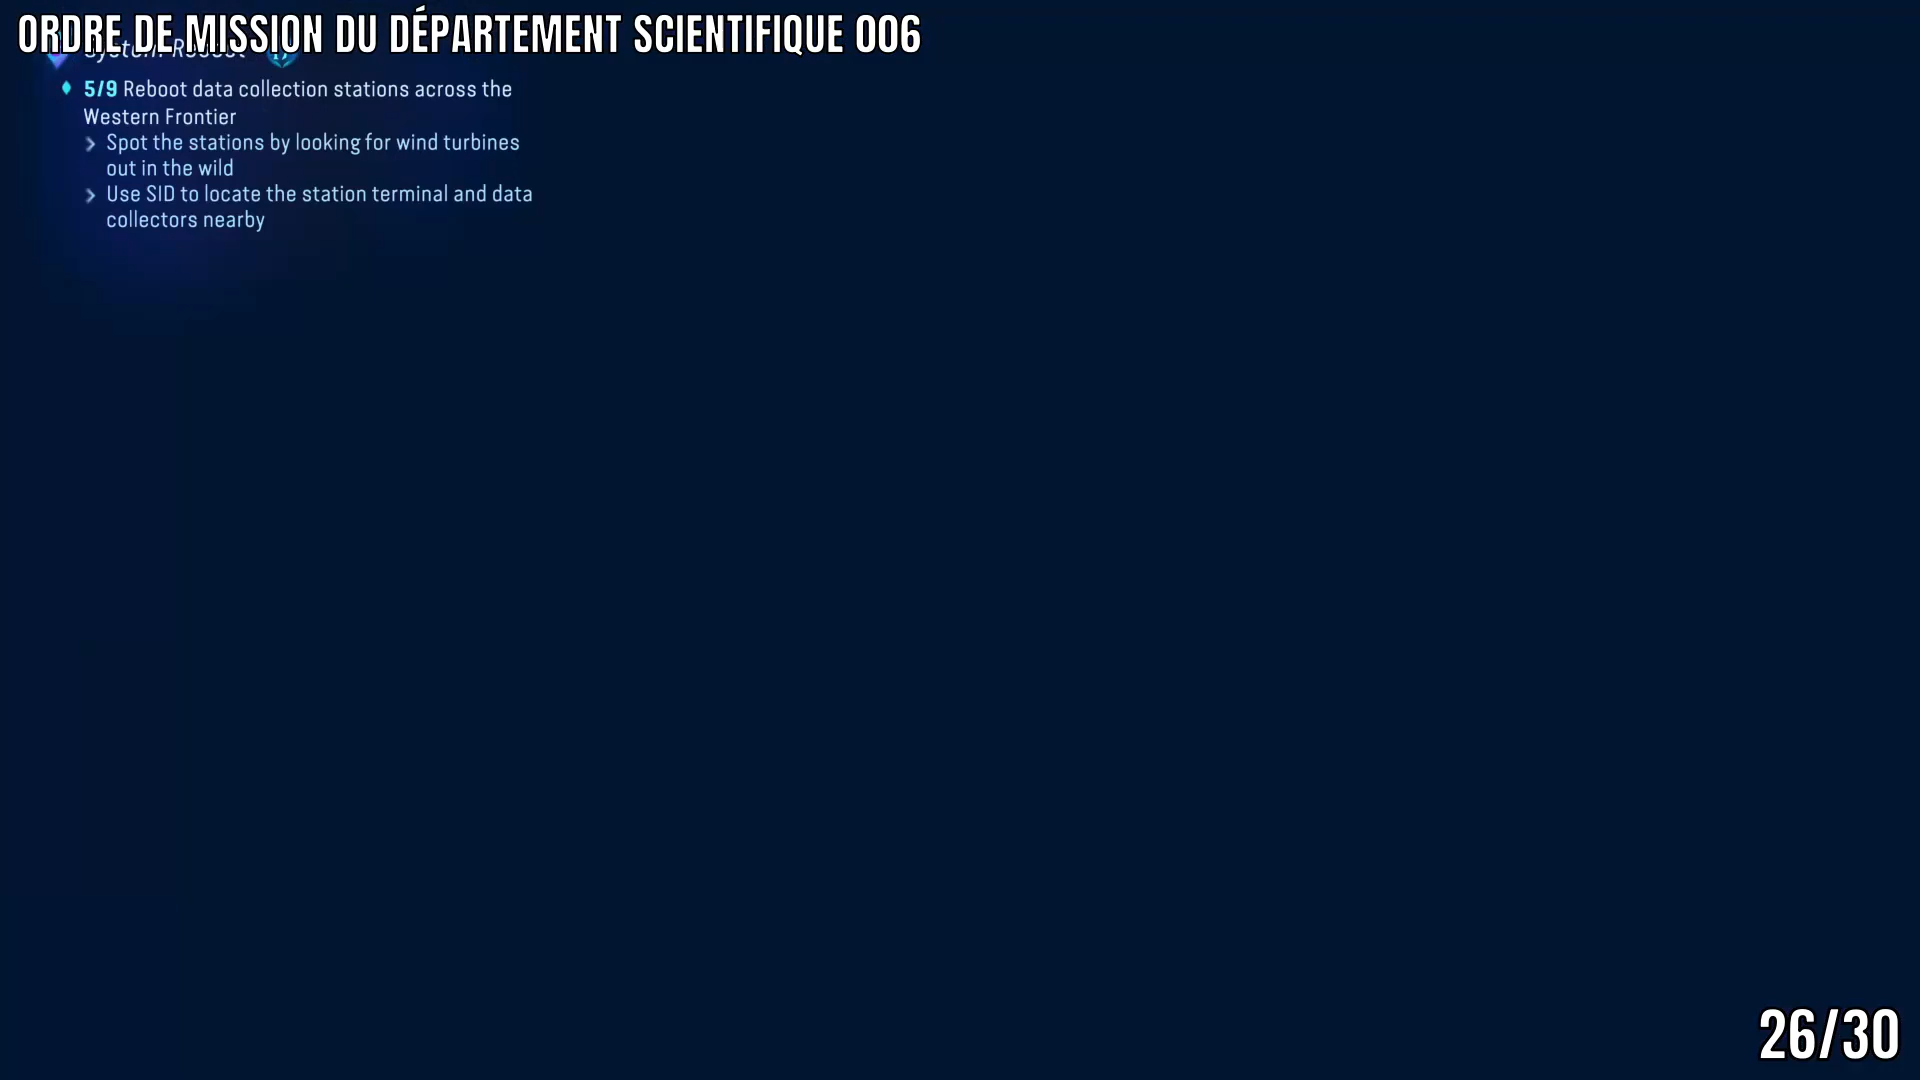 ORDRE DE MISSION DU DÉPARTEMENT SCIENTIFIQUE 006
System Reboot
5/9 Reboot data collection stations across the
Western Frontier
Spot the stations by looking for wind turbines
out in the wild
Use SID to locate the station terminal and data
collectors nearby
26/30